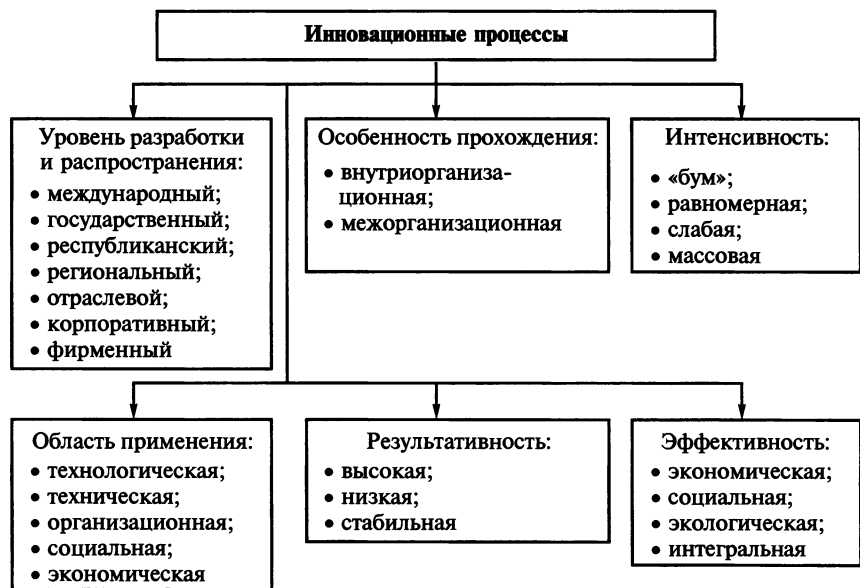 Инновационные процессы
Уровень разработки
и распространения:
• международный;
• государственный;
• республиканский;
• региональный;
• отраслевой;
• корпоративный;
• фирменный
Особенность прохождения:
• внутриорганиза-
ционная;
• межорганизационная
Интенсивность:
• «бум»;
• равномерная;
• слабая;
• массовая
Область применения:
• технологическая;
• техническая;
• организационная;
• социальная;
• экономическая
Результативность:
• высокая;
• низкая;
• стабильная
Эффективность:
• экономическая;
• социальная;
• экологическая;
• интегральная